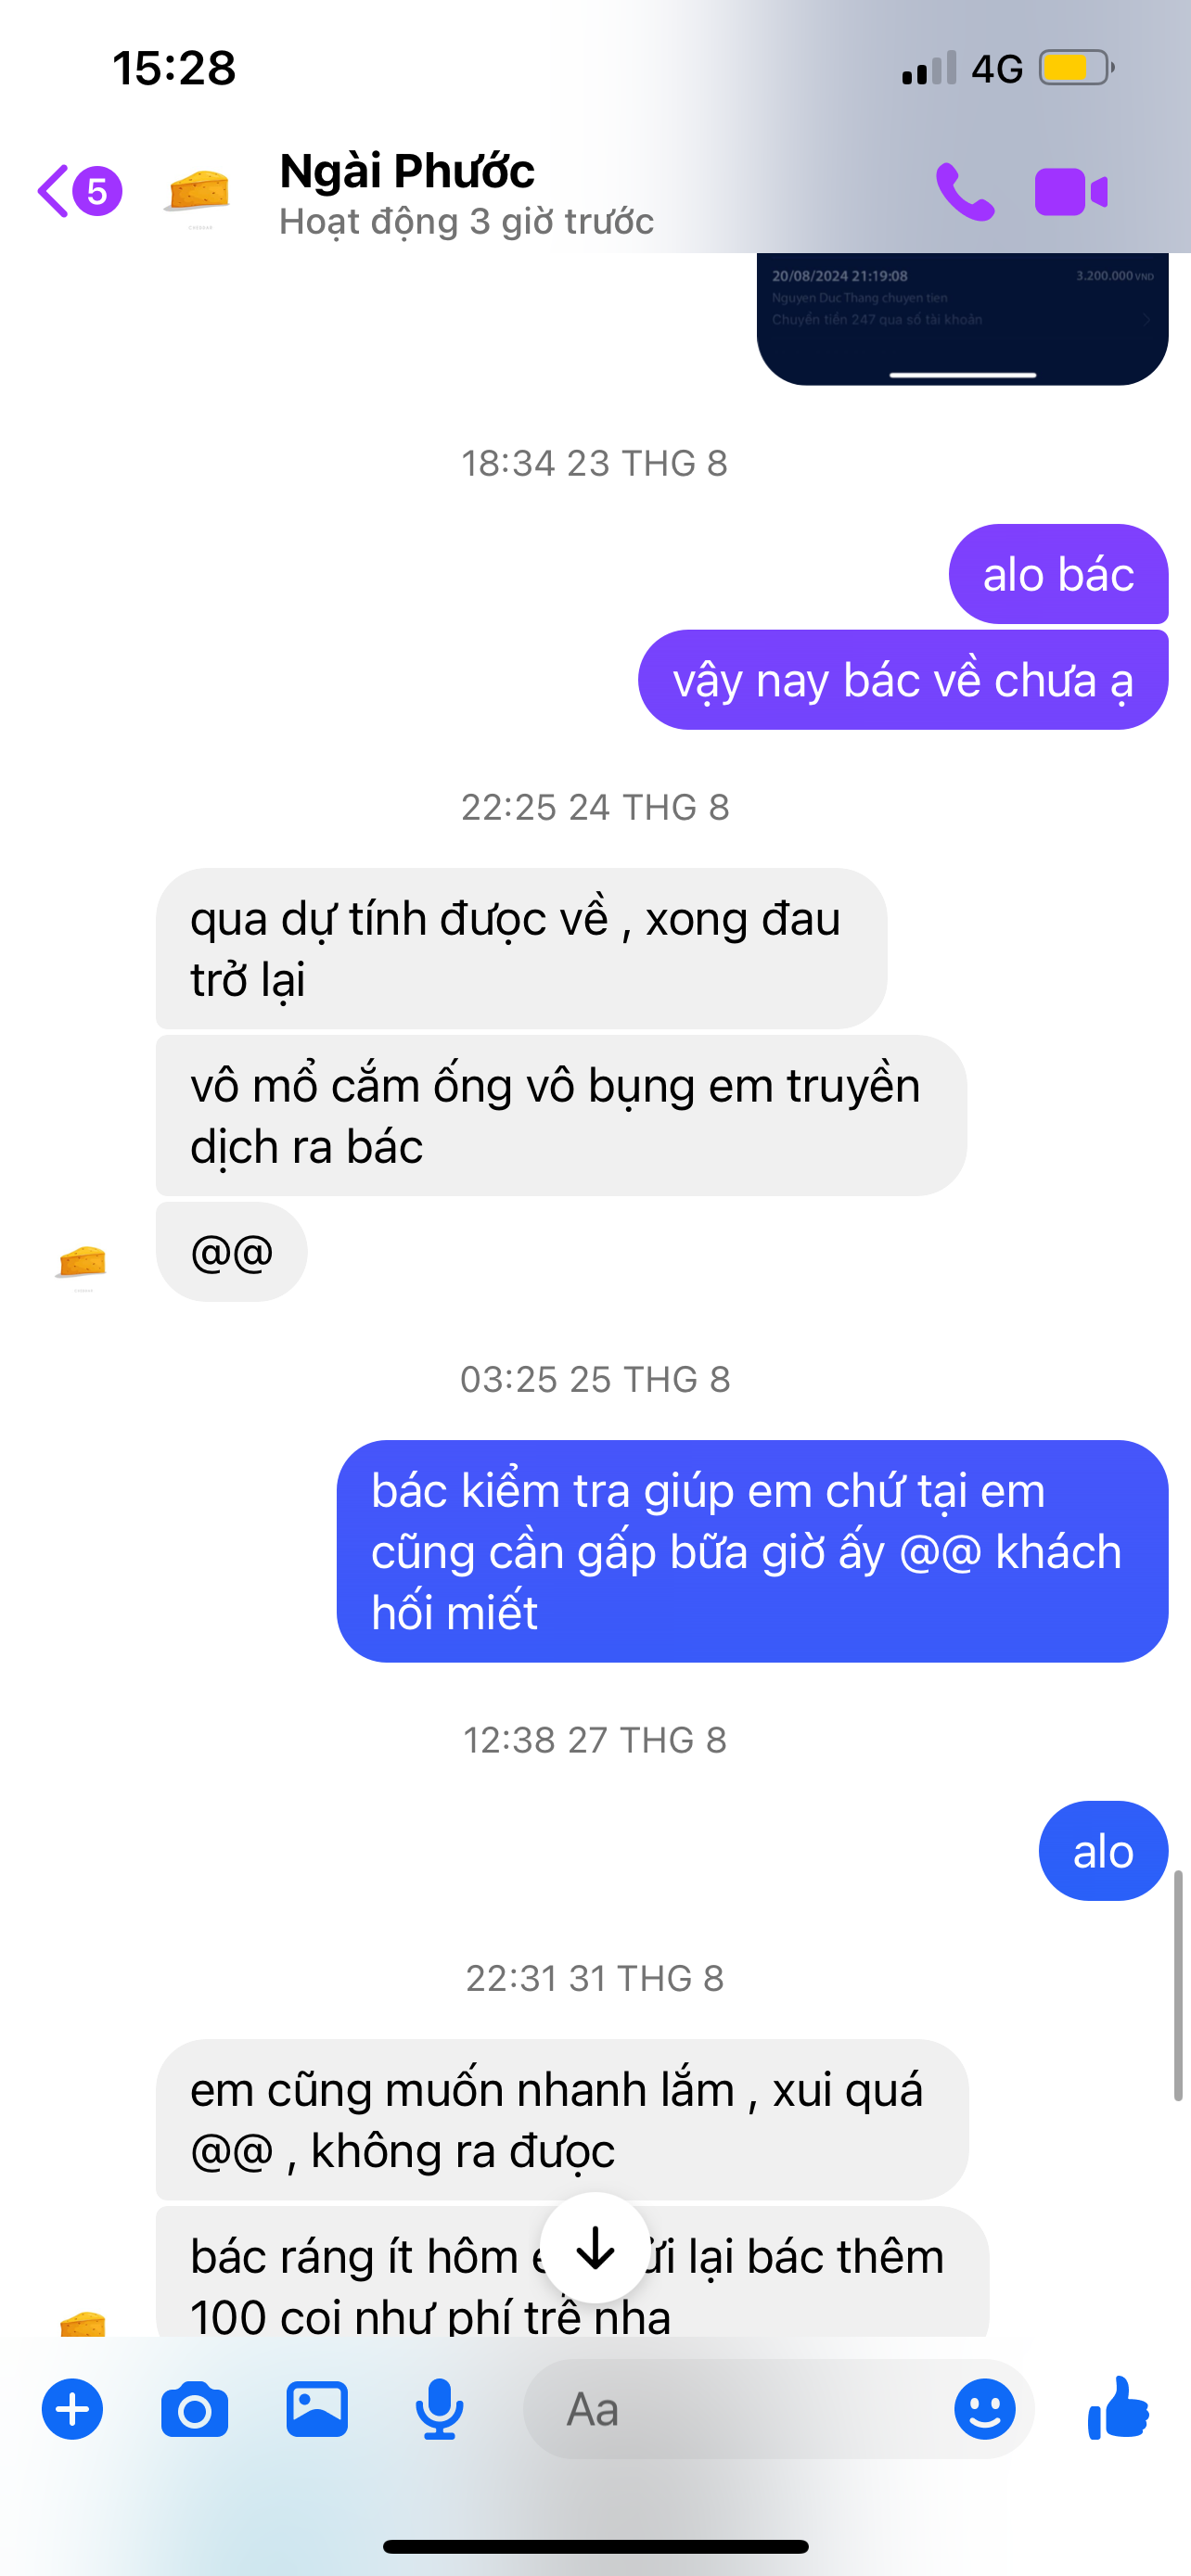 15:28
4G
5
Ngài Phước
Hoạt động 3 giờ trước
20/08/2024 21:19:08
3.200.000 VND
Nguyen Duc Thang chuyen tien
Chuyển tiền 247 qua số tài khoản
18:34 23 THG 8
alo bác
vậy nay bác về chưa ạ
22:25 24 THG 8
qua dự tính được về , xong đau
trở lại
vô mổ cắm ống vô bụng em truyền
dịch ra bác
@@
03:25 25 THG 8
bác kiểm tra giúp em chứ tại em
cũng cần gấp bữa giờ ấy @@ khách
hối miết
12:38 27 THG 8
alo
22:31 31 THG 8
em cũng muốn nhanh lắm , xui quá
@@ , không ra được
bác ráng ít hôm lại bác thêm
100 coi như phí trễ nha
Aa